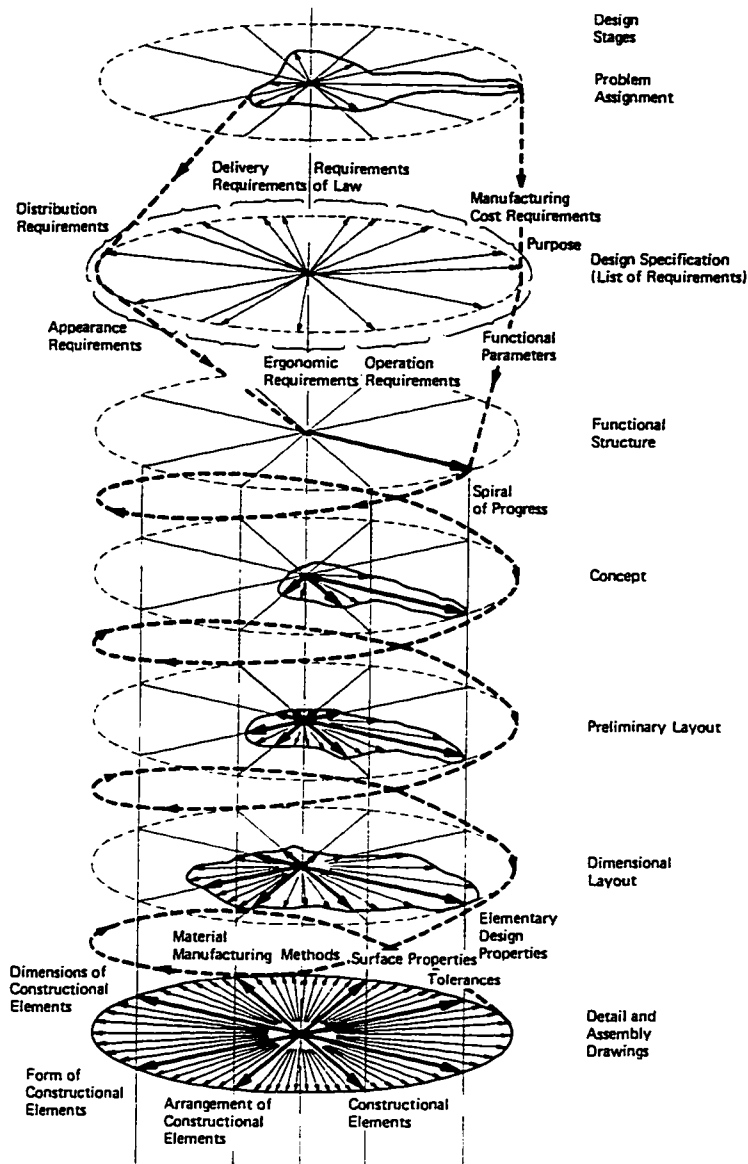 Design
Stages
Problem
Assignment
Delivery
Requirements
Requirements
of Law
Distribution
Requirements
Manufacturing
Cost Requirements
Purpose
Design Specification
(List of Requirements)
Appearance
Requirements
Ergonomic
Requirements
Operation
Requirements
Functional
Parameters
Functional
Structure
Spiral
of Progress
Concept
Preliminary Layout
Dimensional
Layout
Elementary
Design
Properties
Material
Manufacturing Methods
Surface Properties
Tolerances
Dimensions of
Constructional
Elements
Detail and
Assembly
Drawings
Form of
Constructional
Elements
Arrangement of
Constructional
Elements
Constructional
Elements